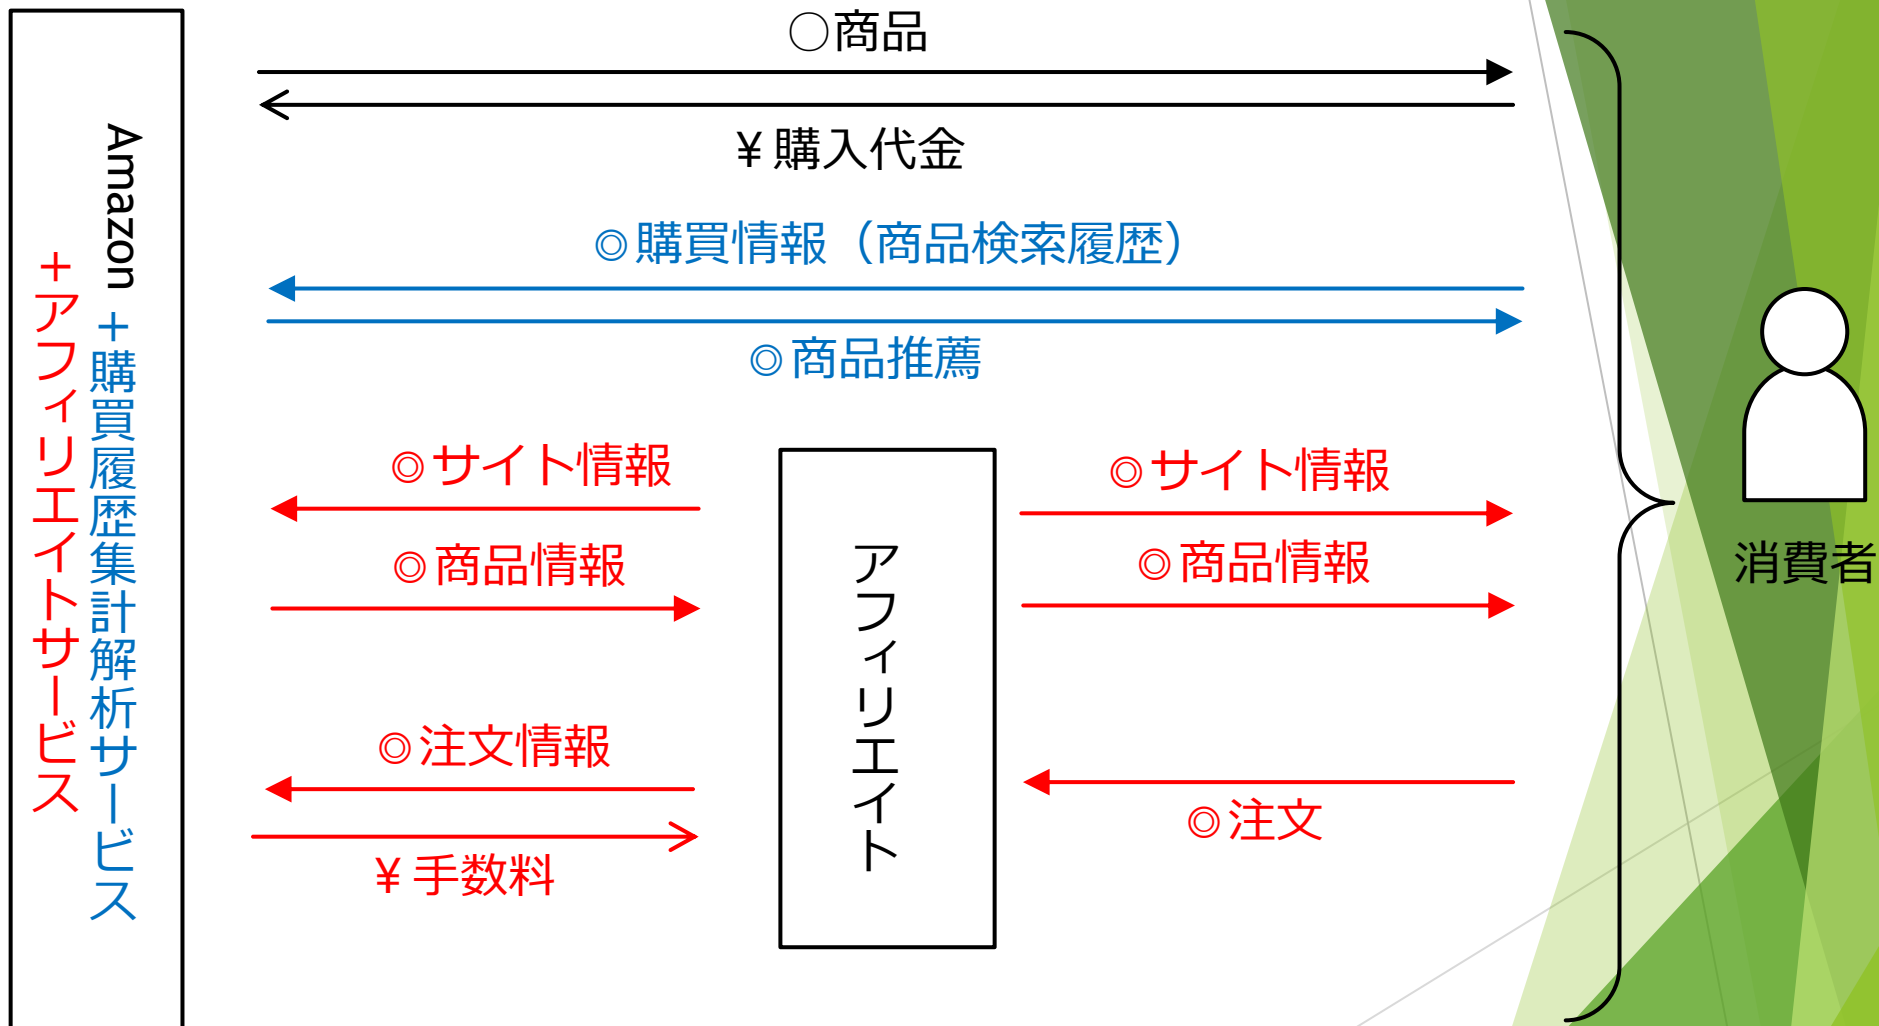 ○商品
¥購入代金
Amazon+購買履歴集計解析サービス
+アフィリエイトサービス
◎購買情報（商品検索履歴）
◎商品推薦
◎サイト情報
◎商品情報
◎注文情報
¥手数料
アフィリエイト
◎サイト情報
◎商品情報
◎注文
消費者